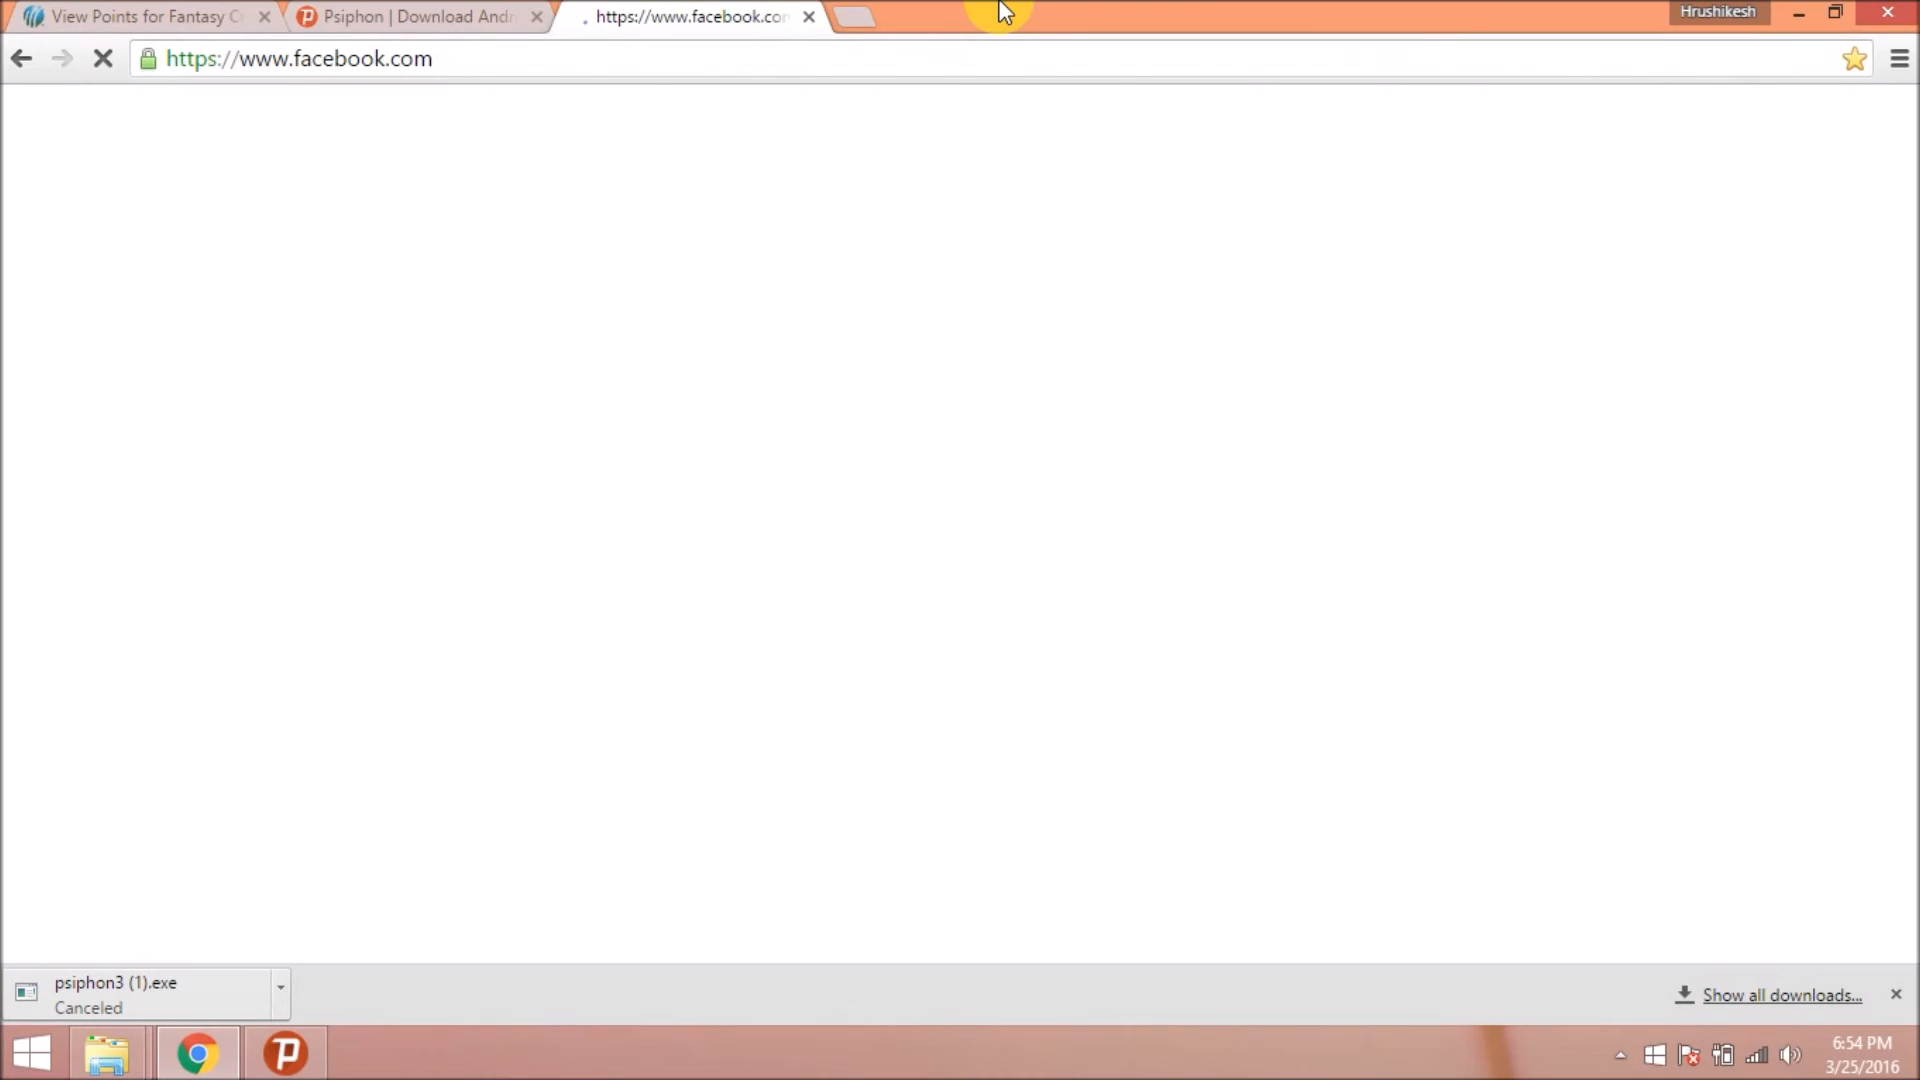 View Points for Fantasy C
Psiphon | Download Andr
https://www.facebook.co
Hrushikesh
https://www.facebook.com
psiphon3 (1).exe
Canceled
Show all downloads...
6:54 PM
3/25/2016